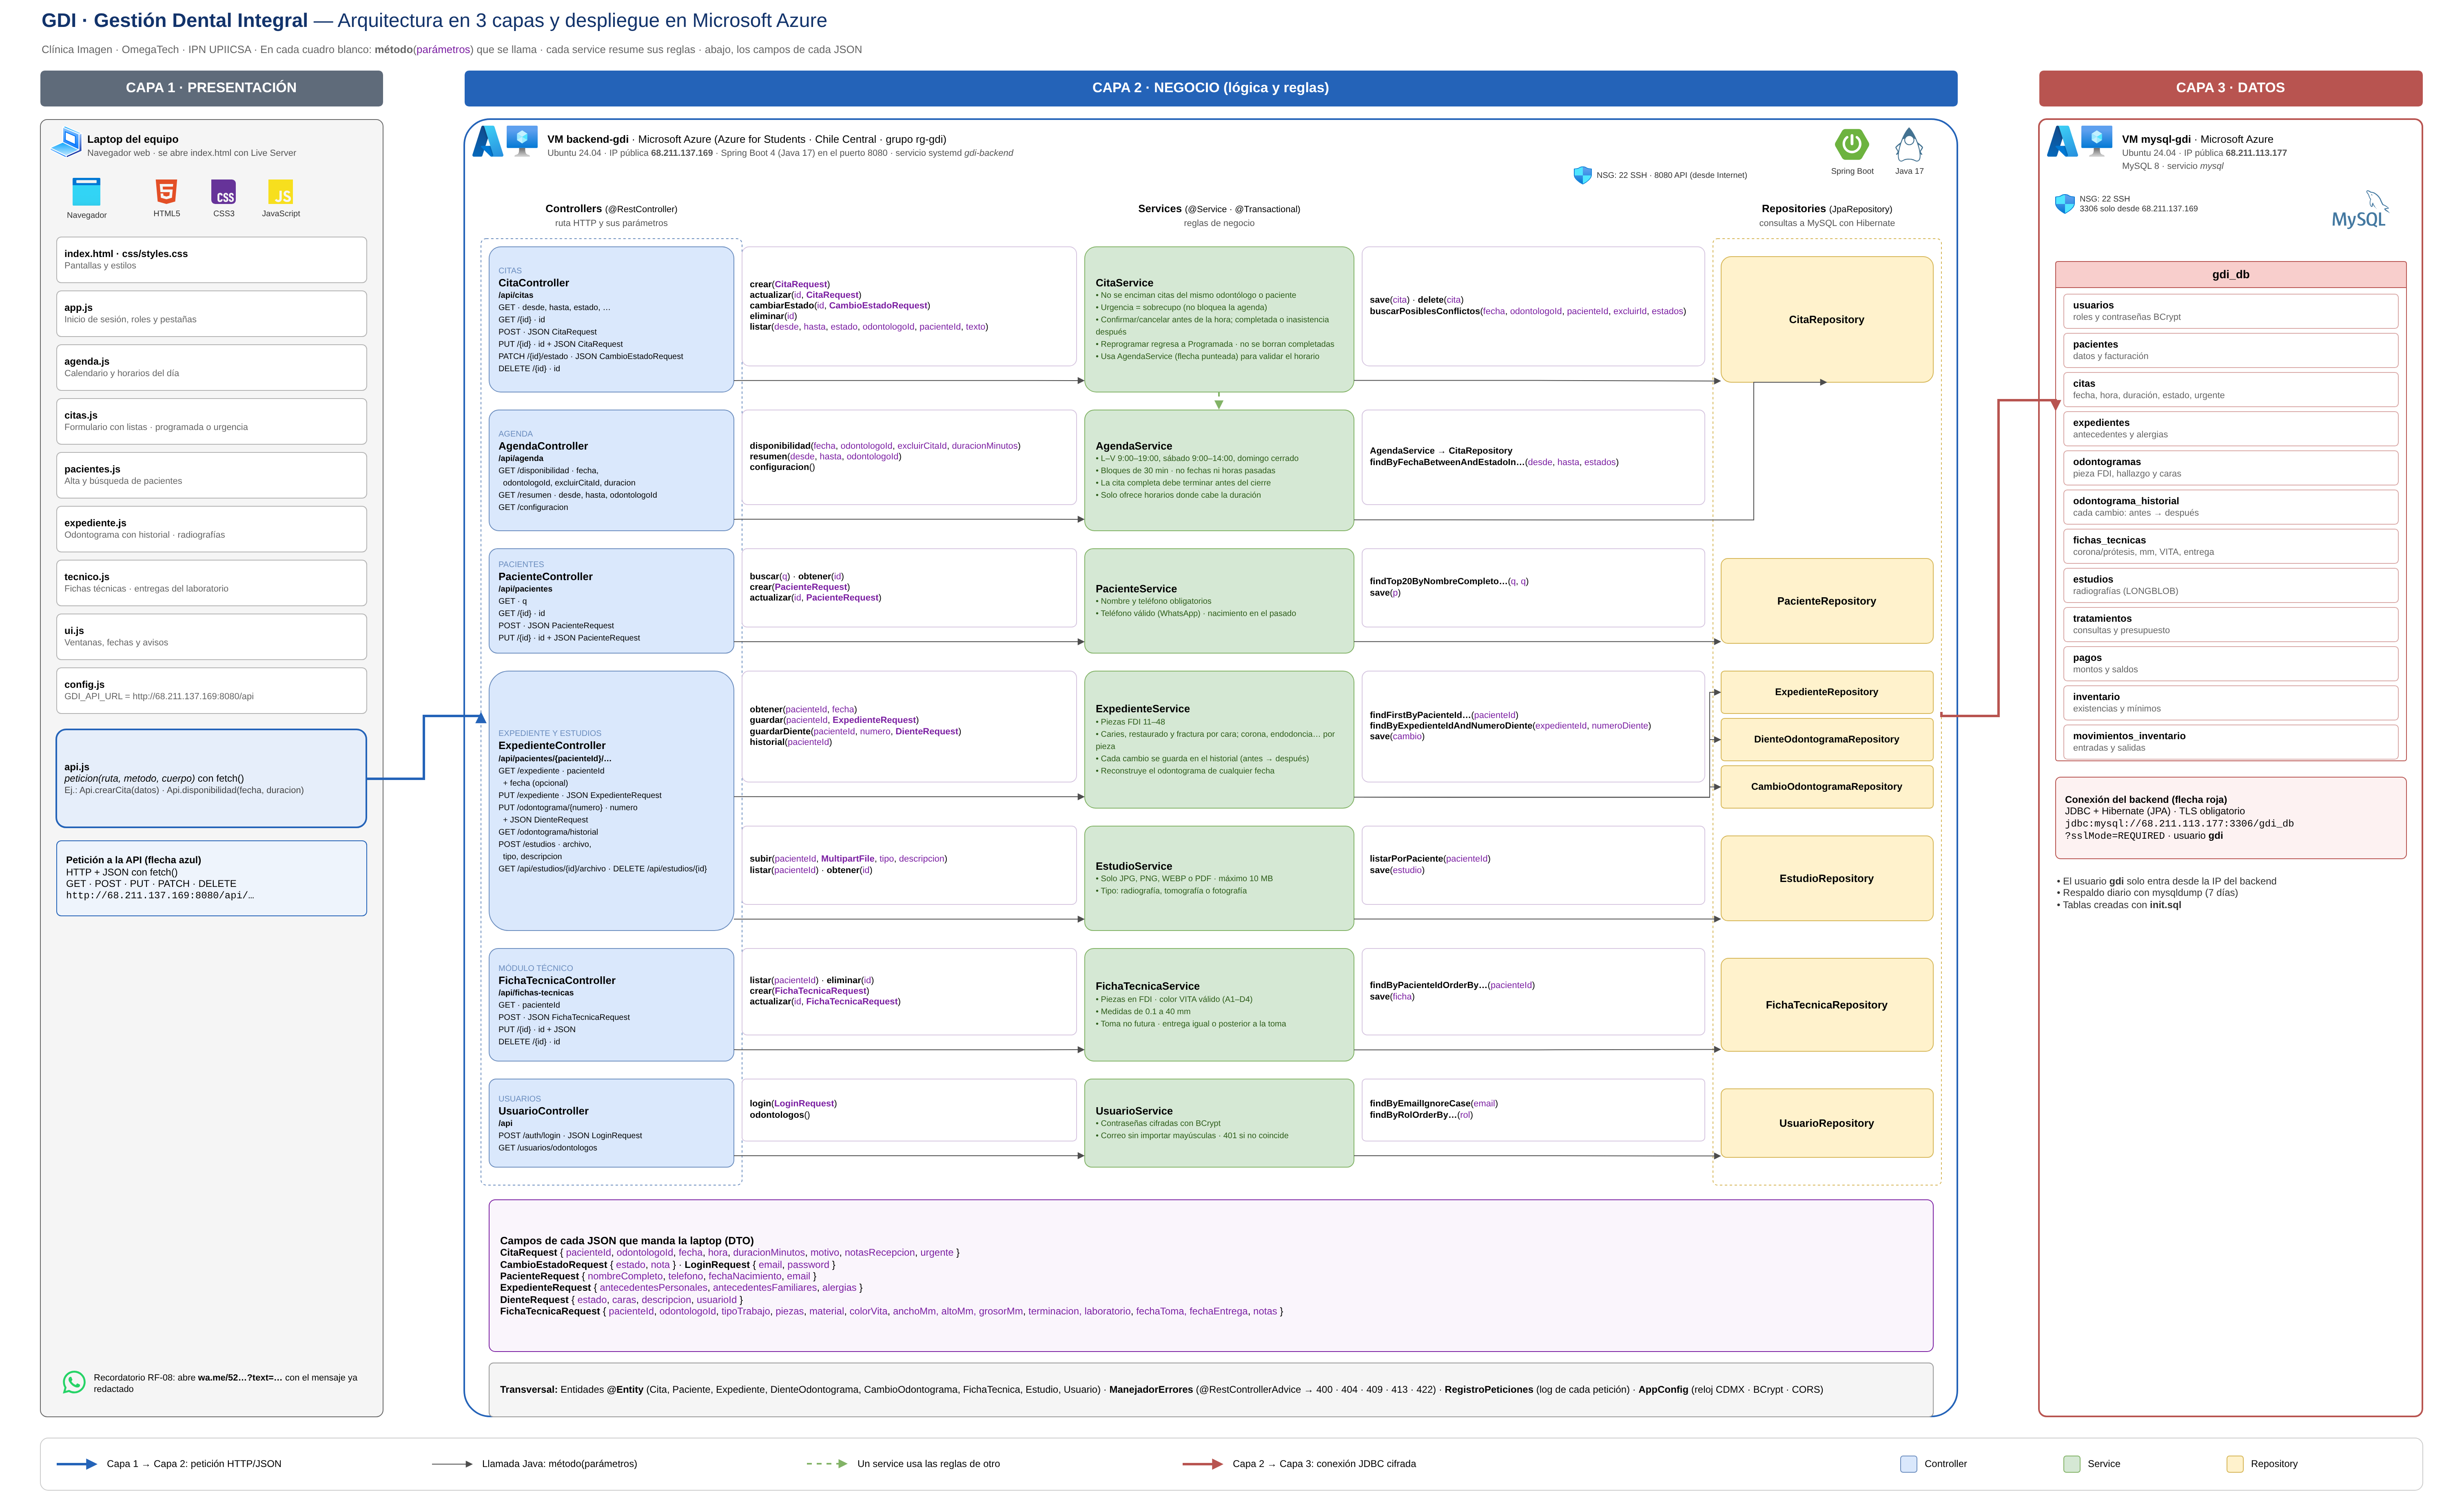 GDI · Gestión Dental Integral — Arquitectura en 3 capas y despliegue en Microsoft Azure
Clínica Imagen · OmegaTech · IPN UPIICSA · En cada cuadro blanco: método(parámetros) que se llama · cada service resume sus reglas · abajo, los campos de cada JSON
CAPA 1 · PRESENTACIÓN
Laptop del equipo
Navegador web · se abre index.html con Live Server
Navegador
HTML5
CSS3
JavaScript
index.html · css/styles.css
Pantallas y estilos
app.js
Inicio de sesión, roles y pestañas
agenda.js
Calendario y horarios del día
citas.js
Formulario con listas · programada o urgencia
pacientes.js
Alta y búsqueda de pacientes
expediente.js
Odontograma con historial · radiografías
tecnico.js
Fichas técnicas · entregas del laboratorio
ui.js
Ventanas, fechas y avisos
config.js
GDI_API_URL = http://68.211.137.169:8080/api
api.js
peticion(ruta, metodo, cuerpo) con fetch()
Ej.: Api.crearCita(datos) · Api.disponibilidad(fecha, duracion)
Petición a la API (flecha azul)
HTTP + JSON con fetch()
GET · POST · PUT · PATCH · DELETE
http://68.211.137.169:8080/api/…
Recordatorio RF-08: abre wa.me/52…?text=… con el mensaje ya
redactado
CAPA 2 · NEGOCIO (lógica y reglas)
VM backend-gdi · Microsoft Azure (Azure for Students · Chile Central · grupo rg-gdi)
Ubuntu 24.04 · IP pública 68.211.137.169 · Spring Boot 4 (Java 17) en el puerto 8080 · servicio systemd gdi-backend
NSG: 22 SSH · 8080 API (desde Internet)
Spring Boot
Java 17
Controllers (@RestController)
ruta HTTP y sus parámetros
Services (@Service · @Transactional)
reglas de negocio
Repositories (JpaRepository)
consultas a MySQL con Hibernate
CITAS
CitaController
/api/citas
GET · desde, hasta, estado, …
GET /{id} · id
POST · JSON CitaRequest
PUT /{id} · id + JSON CitaRequest
PATCH /{id}/estado · JSON CambioEstadoRequest
DELETE /{id} · id
crear(CitaRequest)
actualizar(id, CitaRequest)
cambiarEstado(id, CambioEstadoRequest)
eliminar(id)
listar(desde, hasta, estado, odontologoId, pacienteId, texto)
CitaService
• No se enciman citas del mismo odontólogo o paciente
• Urgencia = sobrecupo (no bloquea la agenda)
• Confirmar/cancelar antes de la hora; completada o inasistencia
después
• Reprogramar regresa a Programada · no se borran completadas
• Usa AgendaService (flecha punteada) para validar el horario
save(cita) · delete(cita)
buscarPosiblesConflictos(fecha, odontologoId, pacienteId, excluirId, estados)
CitaRepository
AGENDA
AgendaController
/api/agenda
GET /disponibilidad · fecha,
odontologoId, excluirCitaId, duracion
GET /resumen · desde, hasta, odontologoId
GET /configuracion
disponibilidad(fecha, odontologoId, excluirCitaId, duracionMinutos)
resumen(desde, hasta, odontologoId)
configuracion()
AgendaService
• L–V 9:00–19:00, sábado 9:00–14:00, domingo cerrado
• Bloques de 30 min · no fechas ni horas pasadas
• La cita completa debe terminar antes del cierre
• Solo ofrece horarios donde cabe la duración
AgendaService → CitaRepository
findByFechaBetweenAndEstadoIn…(desde, hasta, estados)
PACIENTES
PacienteController
/api/pacientes
GET · q
GET /{id} · id
POST · JSON PacienteRequest
PUT /{id} · id + JSON PacienteRequest
buscar(q) · obtener(id)
crear(PacienteRequest)
actualizar(id, PacienteRequest)
PacienteService
• Nombre y teléfono obligatorios
• Teléfono válido (WhatsApp) · nacimiento en el pasado
findTop20ByNombreCompleto…(q, q)
save(p)
PacienteRepository
EXPEDIENTE Y ESTUDIOS
ExpedienteController
/api/pacientes/{pacienteId}/…
GET /expediente · pacienteId
+ fecha (opcional)
PUT /expediente · JSON ExpedienteRequest
PUT /odontograma/{numero} · numero
+ JSON DienteRequest
GET /odontograma/historial
POST /estudios · archivo,
tipo, descripcion
GET /api/estudios/{id}/archivo · DELETE /api/estudios/{id}
obtener(pacienteId, fecha)
guardar(pacienteId, ExpedienteRequest)
guardarDiente(pacienteId, numero, DienteRequest)
historial(pacienteId)
ExpedienteService
• Piezas FDI 11–48
• Caries, restaurado y fractura por cara; corona, endodoncia… por
pieza
• Cada cambio se guarda en el historial (antes → después)
• Reconstruye el odontograma de cualquier fecha
findFirstByPacienteId…(pacienteId)
findByExpedienteIdAndNumeroDiente(expedienteId, numeroDiente)
save(cambio)
ExpedienteRepository
DienteOdontogramaRepository
CambioOdontogramaRepository
subir(pacienteId, MultipartFile, tipo, descripcion)
listar(pacienteId) · obtener(id)
EstudioService
• Solo JPG, PNG, WEBP o PDF · máximo 10 MB
• Tipo: radiografía, tomografía o fotografía
listarPorPaciente(pacienteId)
save(estudio)
EstudioRepository
MÓDULO TÉCNICO
FichaTecnicaController
/api/fichas-tecnicas
GET · pacienteId
POST · JSON FichaTecnicaRequest
PUT /{id} · id + JSON
DELETE /{id} · id
listar(pacienteId) · eliminar(id)
crear(FichaTecnicaRequest)
actualizar(id, FichaTecnicaRequest)
FichaTecnicaService
• Piezas en FDI · color VITA válido (A1–D4)
• Medidas de 0.1 a 40 mm
• Toma no futura · entrega igual o posterior a la toma
findByPacienteIdOrderBy…(pacienteId)
save(ficha)
FichaTecnicaRepository
USUARIOS
UsuarioController
/api
POST /auth/login · JSON LoginRequest
GET /usuarios/odontologos
login(LoginRequest)
odontologos()
UsuarioService
• Contraseñas cifradas con BCrypt
• Correo sin importar mayúsculas · 401 si no coincide
findByEmailIgnoreCase(email)
findByRolOrderBy…(rol)
UsuarioRepository
Campos de cada JSON que manda la laptop (DTO)
CitaRequest { pacienteId, odontologoId, fecha, hora, duracionMinutos, motivo, notasRecepcion, urgente }
CambioEstadoRequest { estado, nota } · LoginRequest { email, password }
PacienteRequest { nombreCompleto, telefono, fechaNacimiento, email }
ExpedienteRequest { antecedentesPersonales, antecedentesFamiliares, alergias }
DienteRequest { estado, caras, descripcion, usuarioId }
FichaTecnicaRequest { pacienteId, odontologoId, tipoTrabajo, piezas, material, colorVita, anchoMm, altoMm, grosorMm, terminacion, laboratorio, fechaToma, fechaEntrega, notas }
Transversal: Entidades @Entity (Cita, Paciente, Expediente, DienteOdontograma, CambioOdontograma, FichaTecnica, Estudio, Usuario) · ManejadorErrores (@RestControllerAdvice → 400 · 404 · 409 · 413 · 422) · RegistroPeticiones (log de cada petición) · AppConfig (reloj CDMX · BCrypt · CORS)
CAPA 3 · DATOS
VM mysql-gdi · Microsoft Azure
Ubuntu 24.04 · IP pública 68.211.113.177
MySQL 8 · servicio mysql
NSG: 22 SSH
3306 solo desde 68.211.137.169
MySQL
gdi_db
usuarios
roles y contraseñas BCrypt
pacientes
datos y facturación
citas
fecha, hora, duración, estado, urgente
expedientes
antecedentes y alergias
odontogramas
pieza FDI, hallazgo y caras
odontograma_historial
cada cambio: antes → después
fichas_tecnicas
corona/prótesis, mm, VITA, entrega
estudios
radiografías (LONGBLOB)
tratamientos
consultas y presupuesto
pagos
montos y saldos
inventario
existencias y mínimos
movimientos_inventario
entradas y salidas
Conexión del backend (flecha roja)
JDBC + Hibernate (JPA) · TLS obligatorio
jdbc:mysql://68.211.113.177:3306/gdi_db
?sslMode=REQUIRED · usuario gdi
• El usuario gdi solo entra desde la IP del backend
• Respaldo diario con mysqldump (7 días)
• Tablas creadas con init.sql
Capa 1 → Capa 2: petición HTTP/JSON
Llamada Java: método(parámetros)
Un service usa las reglas de otro
Capa 2 → Capa 3: conexión JDBC cifrada
Controller
Service
Repository